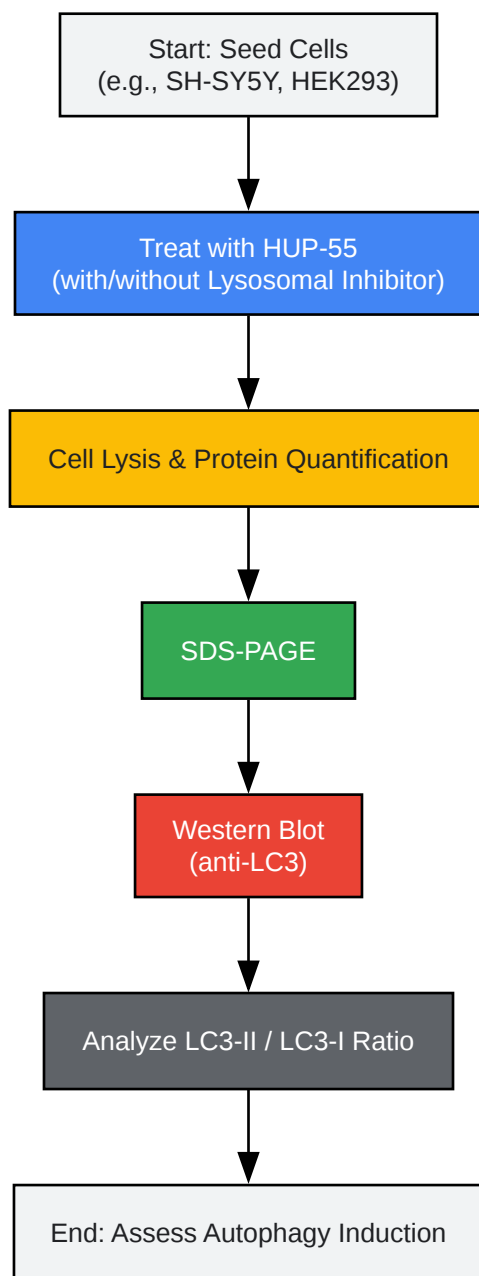 Start: Seed Cells
(e.g., SH-SY5Y, HEK293)
Treat with HUP-55
(with/without Lysosomal Inhibitor)
Cell Lysis & Protein Quantification
SDS-PAGE
Western Blot
(anti-LC3)
Analyze LC3-II / LC3-I Ratio
End: Assess Autophagy Induction